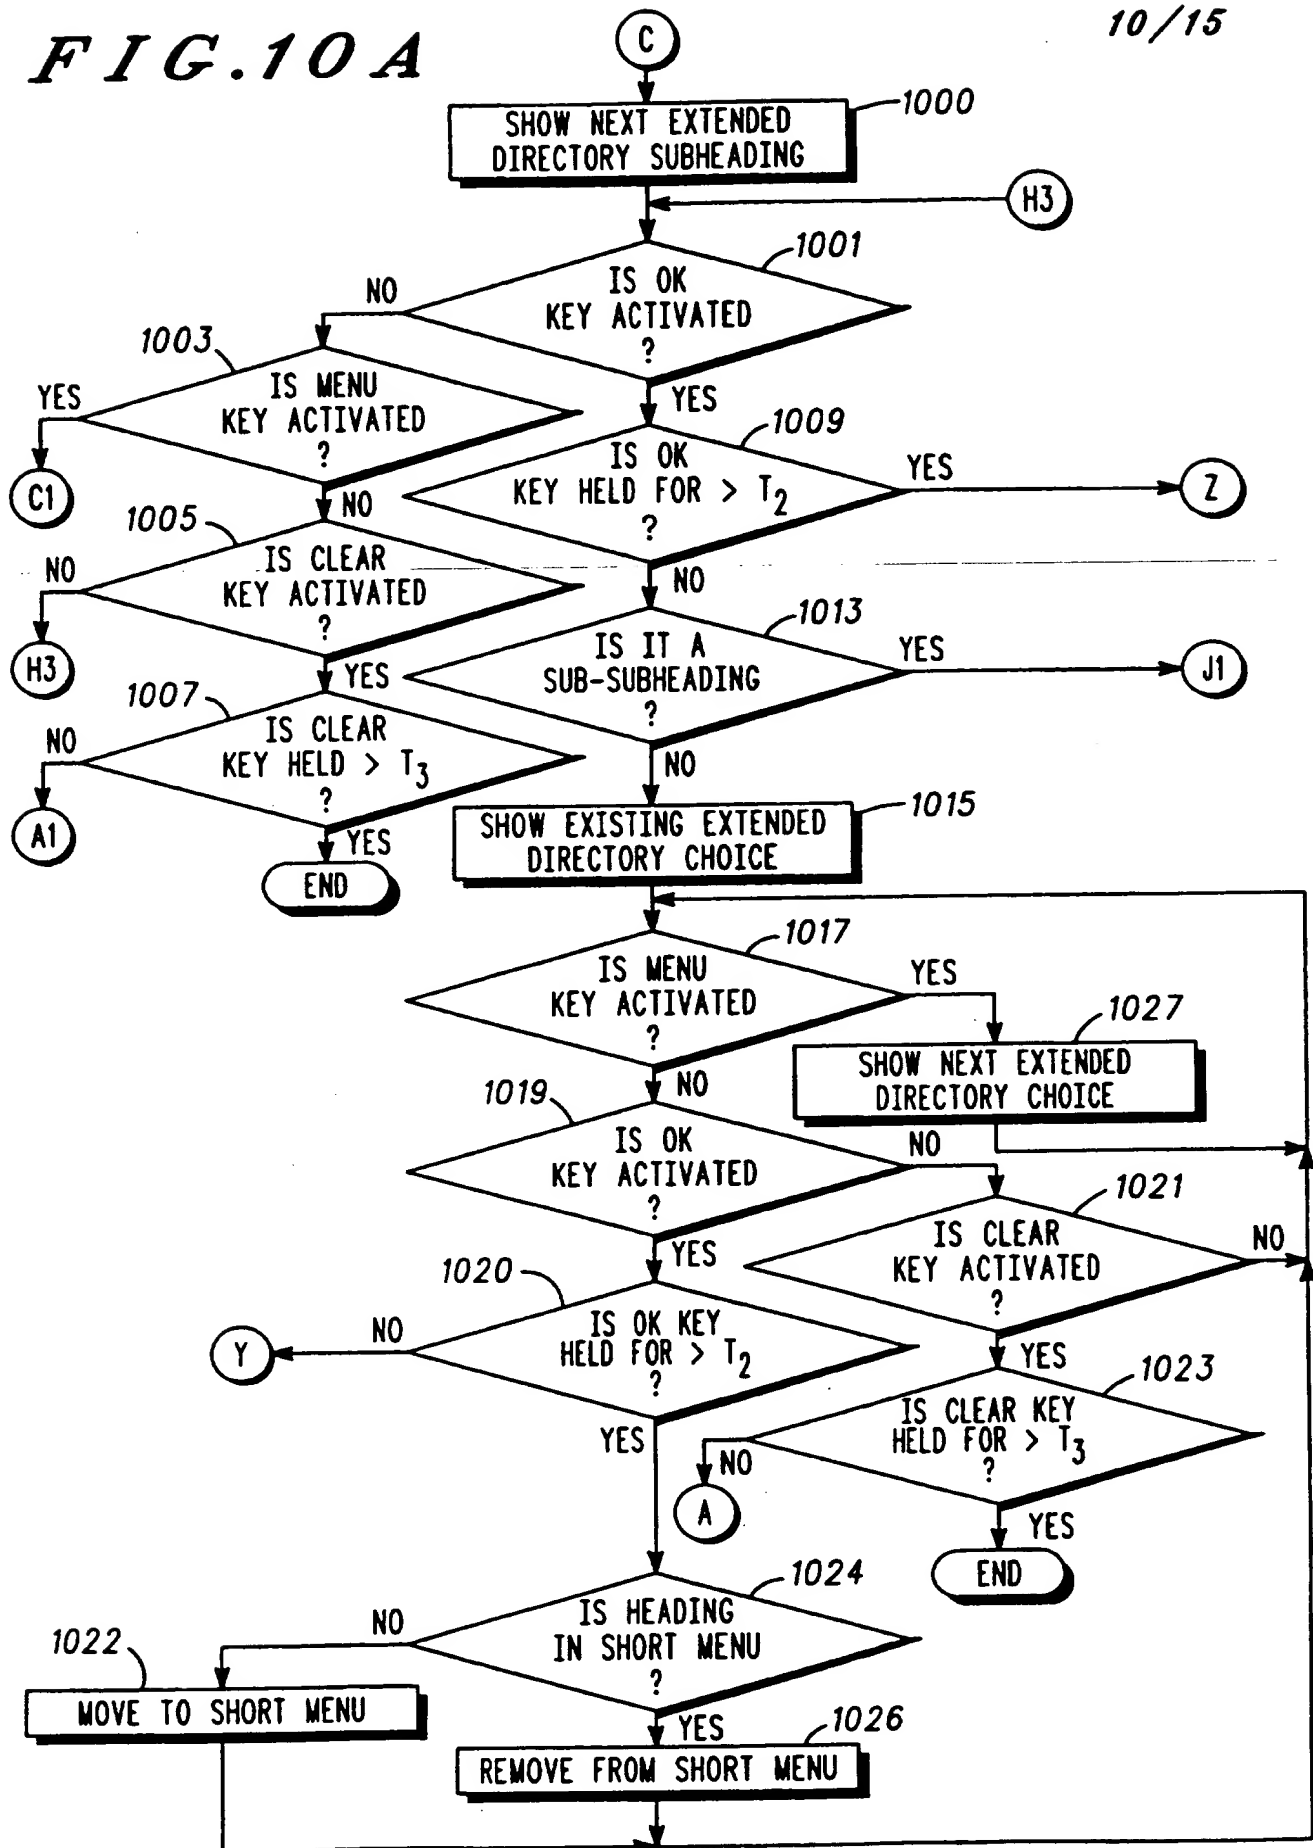 FIG.10A
10/15
C
1000
SHOW NEXT EXTENDED
DIRECTORY SUBHEADING
H3
1001
IS OK
KEY ACTIVATED
?
NO
YES
1003
IS MENU
KEY ACTIVATED
?
YES
C1
NO
1009
IS OK
KEY HELD FOR > T2
?
YES
Z
NO
1005
IS CLEAR
KEY ACTIVATED
?
NO
H3
YES
1013
IS IT A
SUB-SUBHEADING
?
YES
J1
NO
1007
IS CLEAR
KEY HELD > T3
?
NO
A1
YES
END
1015
SHOW EXISTING EXTENDED
DIRECTORY CHOICE
1017
IS MENU
KEY ACTIVATED
?
YES
NO
1027
SHOW NEXT EXTENDED
DIRECTORY CHOICE
1019
IS OK
KEY ACTIVATED
?
NO
YES
1021
IS CLEAR
KEY ACTIVATED
?
NO
YES
1020
IS OK KEY
HELD FOR > T2
?
NO
Y
YES
1023
IS CLEAR KEY
HELD FOR > T3
?
NO
A
YES
END
1024
IS HEADING
IN SHORT MENU
?
NO
YES
1022
MOVE TO SHORT MENU
1026
REMOVE FROM SHORT MENU